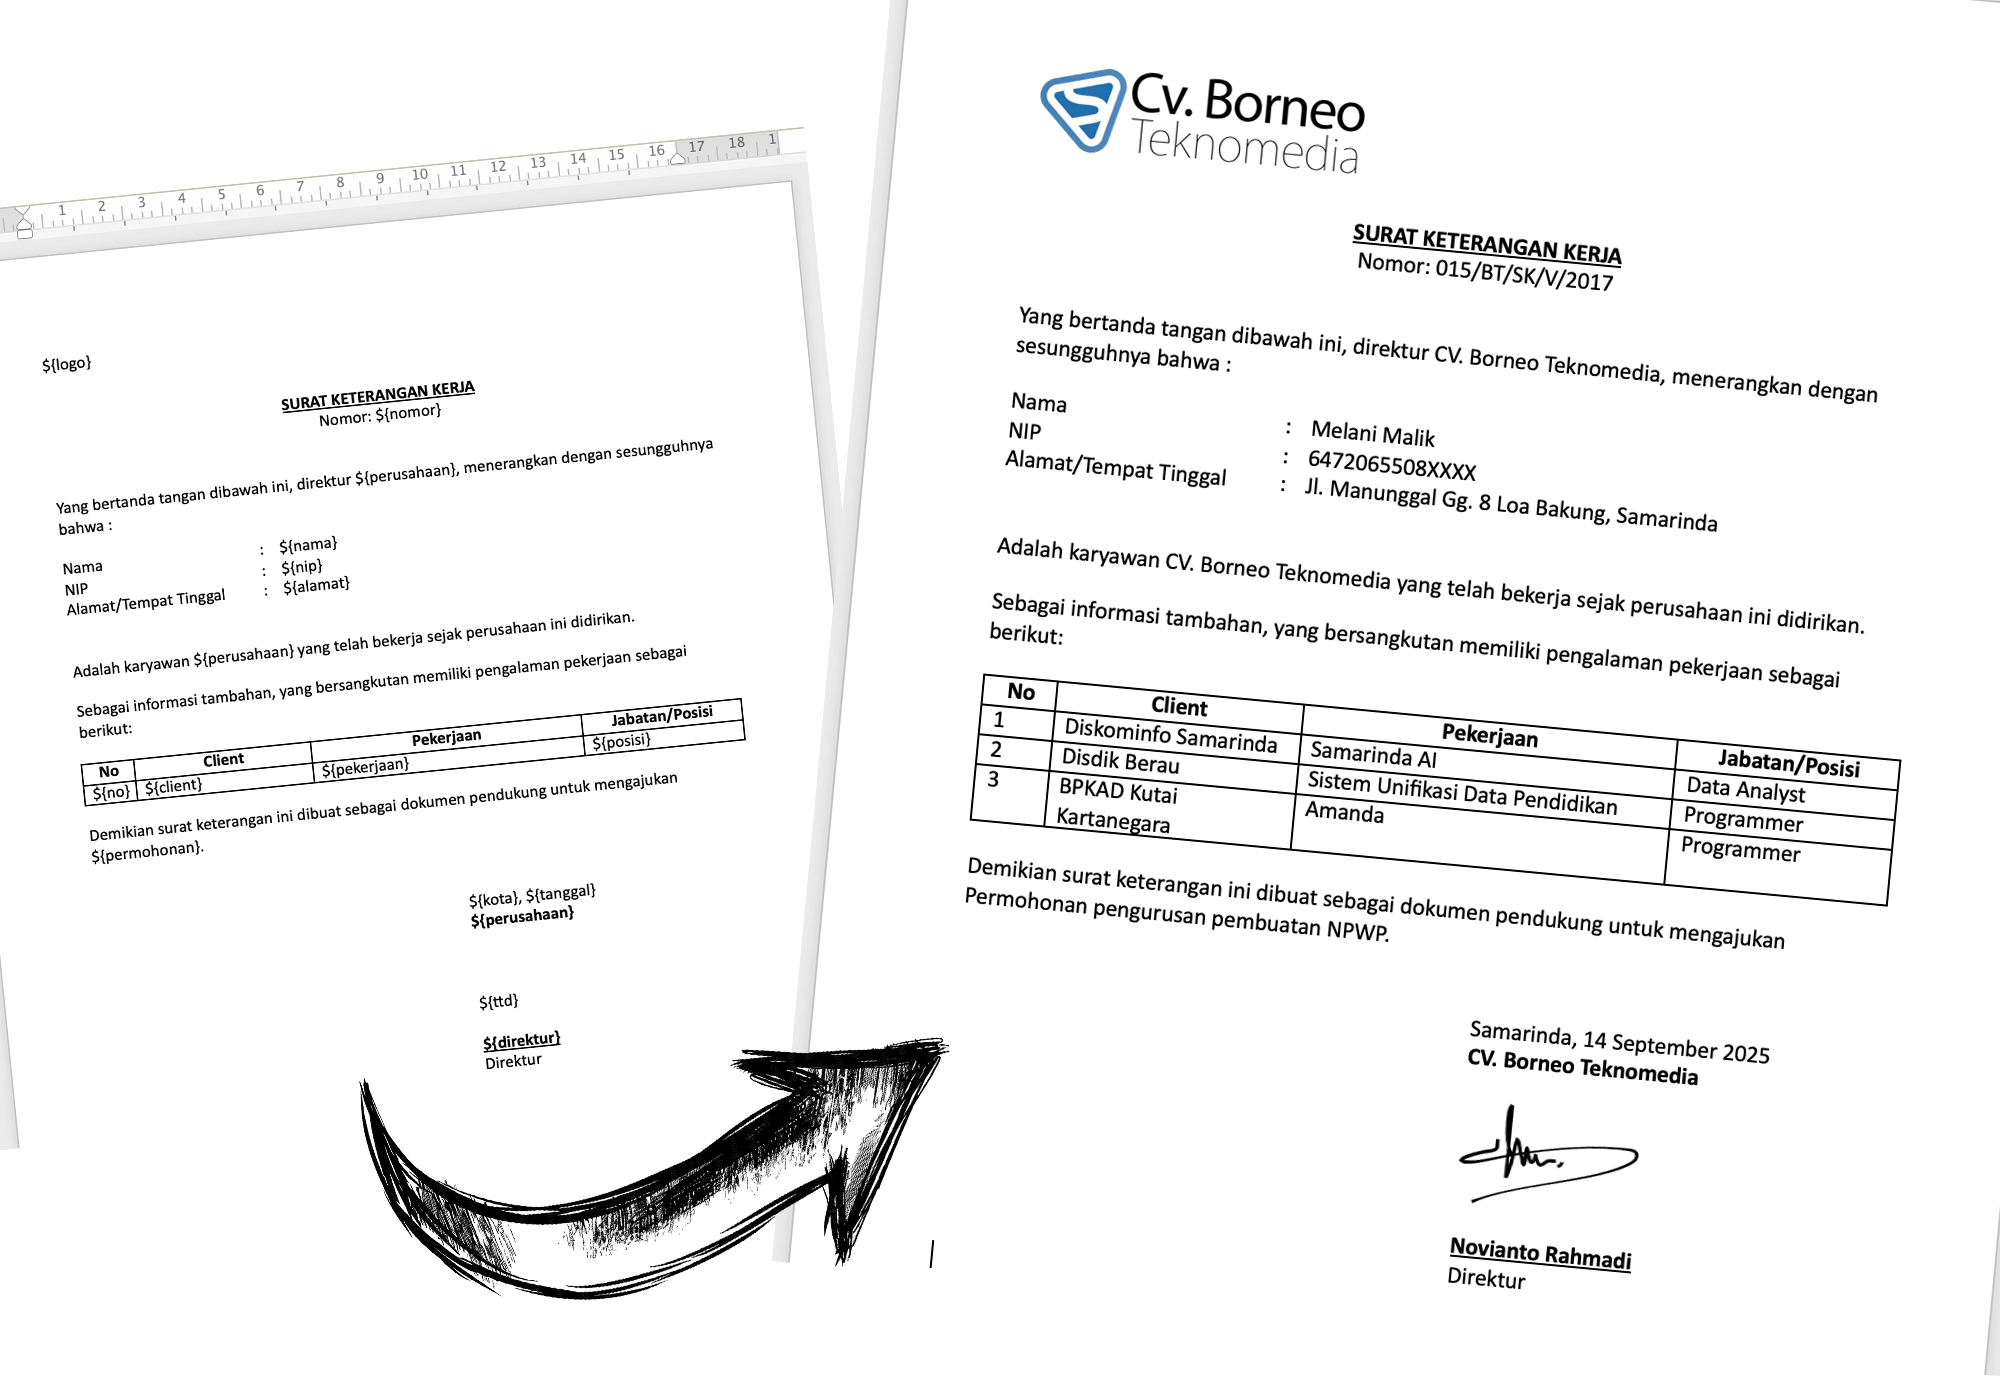 1 2 3 4 5 6 7 8 9 10 11 12 13 14 15 16 17 18 1
${logo}
SURAT KETERANGAN KERJA
Nomor: ${nomor}
Yang bertanda tangan dibawah ini, direktur ${perusahaan}, menerangkan dengan sesungguhnya
bahwa :
Nama : ${nama}
NIP : ${nip}
Alamat/Tempat Tinggal : ${alamat}
Adalah karyawan ${perusahaan} yang telah bekerja sejak perusahaan ini didirikan.
Sebagai informasi tambahan, yang bersangkutan memiliki pengalaman pekerjaan sebagai
berikut:
No Client Pekerjaan Jabatan/Posisi
${no} ${client} ${pekerjaan} ${posisi}
Demikian surat keterangan ini dibuat sebagai dokumen pendukung untuk mengajukan
${permohonan}.
${kota}, ${tanggal}
${perusahaan}
${ttd}
${direktur}
Direktur
Cv. Borneo
Teknomedia
SURAT KETERANGAN KERJA
Nomor: 015/BT/SK/V/2017
Yang bertanda tangan dibawah ini, direktur CV. Borneo Teknomedia, menerangkan dengan
sesungguhnya bahwa :
Nama : Melani Malik
NIP : 6472065508XXXX
Alamat/Tempat Tinggal : Jl. Manunggal Gg. 8 Loa Bakung, Samarinda
Adalah karyawan CV. Borneo Teknomedia yang telah bekerja sejak perusahaan ini didirikan.
Sebagai informasi tambahan, yang bersangkutan memiliki pengalaman pekerjaan sebagai
berikut:
No Client Pekerjaan Jabatan/Posisi
1 Diskominfo Samarinda Samarinda AI Data Analyst
2 Disdik Berau Sistem Unifikasi Data Pendidikan Programmer
3 BPKAD Kutai Amanda Programmer
Kartanegara
Demikian surat keterangan ini dibuat sebagai dokumen pendukung untuk mengajukan
Permohonan pengurusan pembuatan NPWP.
Samarinda, 14 September 2025
CV. Borneo Teknomedia
Novianto Rahmadi
Direktur